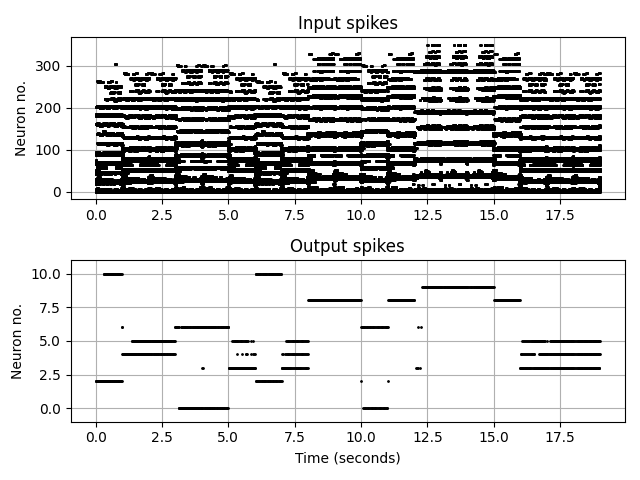 Input spikes
Neuron no.
300
200
100
0
0.0 2.5 5.0 7.5 10.0 12.5 15.0 17.5
Output spikes
Neuron no.
10.0
7.5
5.0
2.5
0.0
0.0 2.5 5.0 7.5 10.0 12.5 15.0 17.5
Time (seconds)